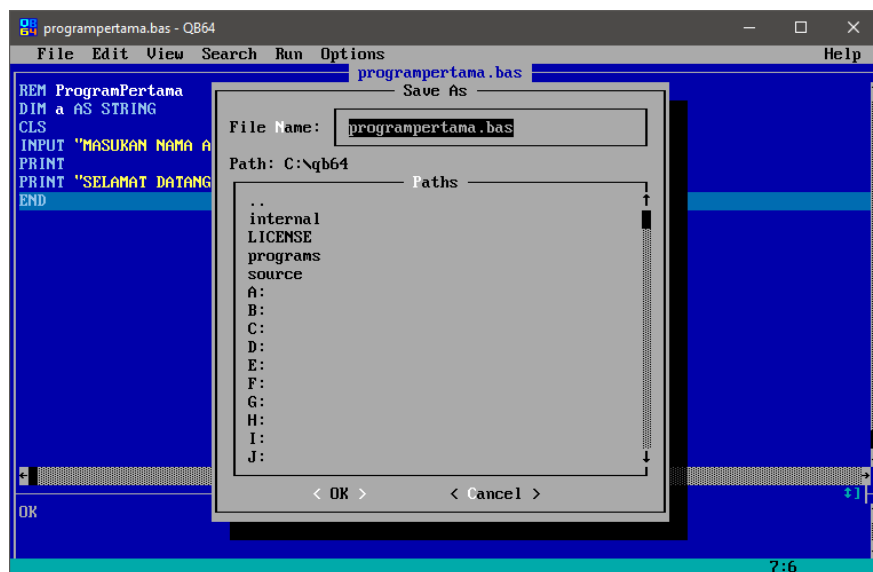 programpertama.bas - QB64
File Edit View Search Run Options Help
programpertama.bas
REM ProgramPertama
DIM a AS STRING
CLS
INPUT "MASUKAN NAMA A
PRINT
PRINT "SELAMAT DATANG
END
Save As
File Name: programpertama.bas
Path: C:\qb64
Paths
..
internal
LICENSE
programs
source
A:
B:
C:
D:
E:
F:
G:
H:
I:
J:
< OK > < Cancel >
OK
7:6